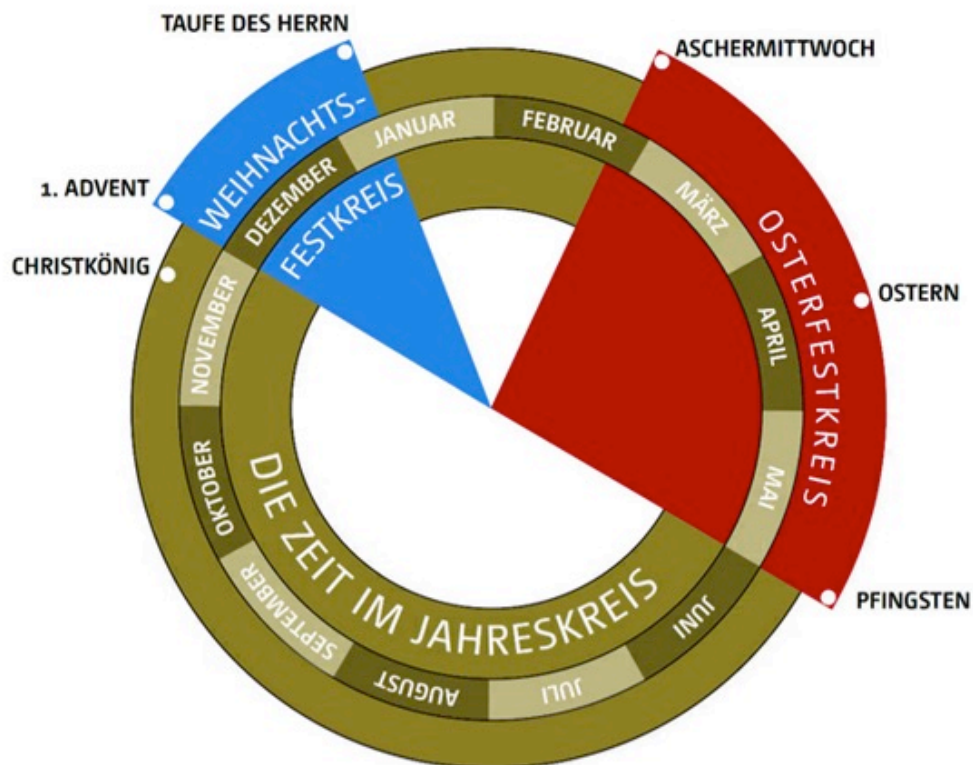 TAUFE DES HERRN
ASCHERMITTWOCH
1. ADVENT
CHRISTKÖNIG
OSTERN
PFINGSTEN
WEIHNACHTS-
FESTKREIS
OSTERFESTKREIS
DIE ZEIT IM JAHRESKREIS
JANUAR
FEBRUAR
MÄRZ
APRIL
MAI
JUNI
JULI
AUGUST
SEPTEMBER
OKTOBER
NOVEMBER
DEZEMBER